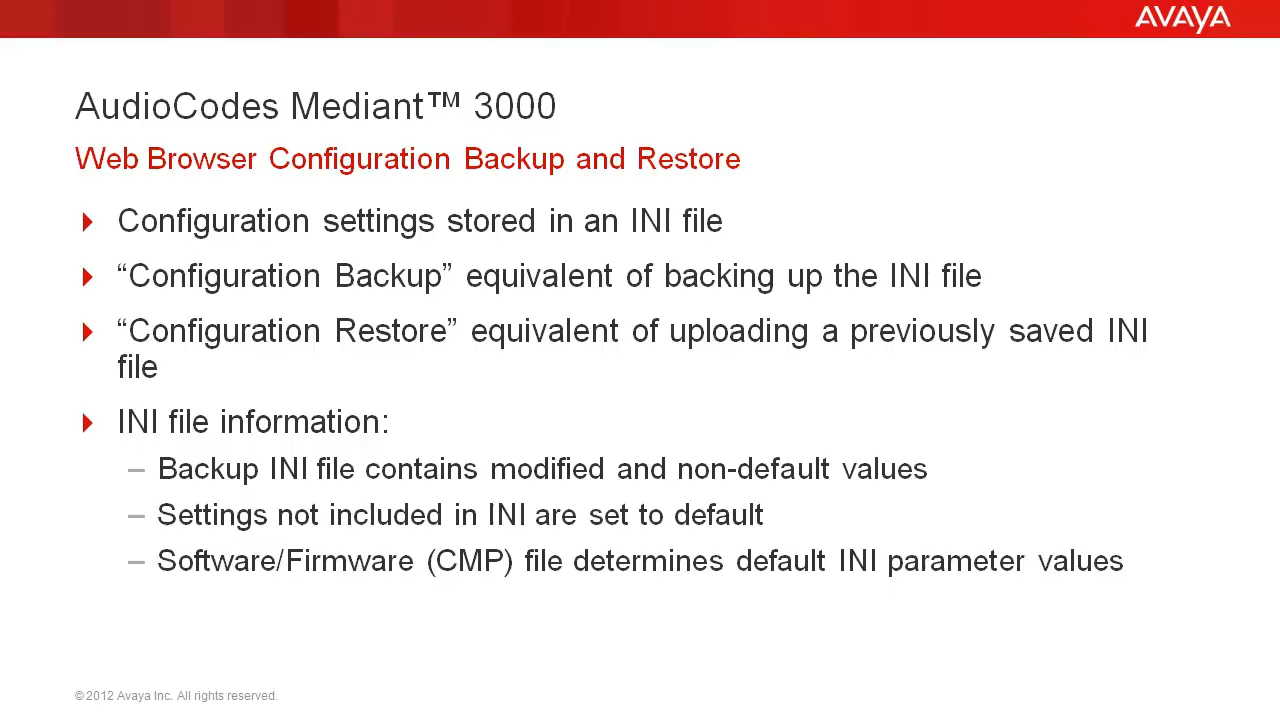 AVAYA
AudioCodes Mediant™ 3000
Web Browser Configuration Backup and Restore
Configuration settings stored in an INI file
“Configuration Backup” equivalent of backing up the INI file
“Configuration Restore” equivalent of uploading a previously saved INI
file
INI file information:
– Backup INI file contains modified and non-default values
– Settings not included in INI are set to default
– Software/Firmware (CMP) file determines default INI parameter values
© 2012 Avaya Inc. All rights reserved.